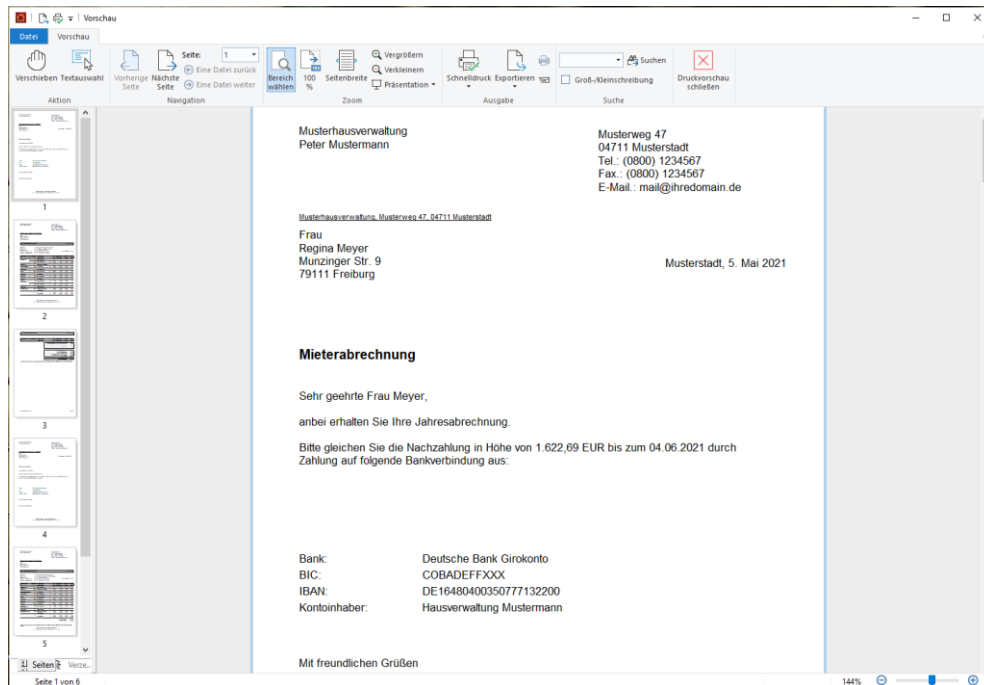 Vorschau
Datei
Vorschau
Verschieben
Textauswahl
Aktion
Vorherige Seite
Nächste Seite
Seite: 1
Eine Datei zurück
Eine Datei weiter
Navigation
Bereich wählen
100 %
Seitenbreite
Vergrößern
Verkleinern
Präsentation
Zoom
Schnelldruck
Exportieren
Ausgabe
Suchen
Groß-/Kleinschreibung
Suche
Druckvorschau schließen
1
2
3
4
5
Musterhausverwaltung
Peter Mustermann
Musterweg 47
04711 Musterstadt
Tel.: (0800) 1234567
Fax.: (0800) 1234567
E-Mail.: mail@ihredomain.de
Musterhausverwaltung, Musterweg 47, 04711 Musterstadt
Frau
Regina Meyer
Munzinger Str. 9
79111 Freiburg
Musterstadt, 5. Mai 2021
Mieterabrechnung
Sehr geehrte Frau Meyer,
anbei erhalten Sie Ihre Jahresabrechnung.
Bitte gleichen Sie die Nachzahlung in Höhe von 1.622,69 EUR bis zum 04.06.2021 durch
Zahlung auf folgende Bankverbindung aus:
Bank: Deutsche Bank Girokonto
BIC: COBADEFFXXX
IBAN: DE16480400350777132200
Kontoinhaber: Hausverwaltung Mustermann
Mit freundlichen Grüßen
Seiten
Verze..
Seite 1 von 6
144%